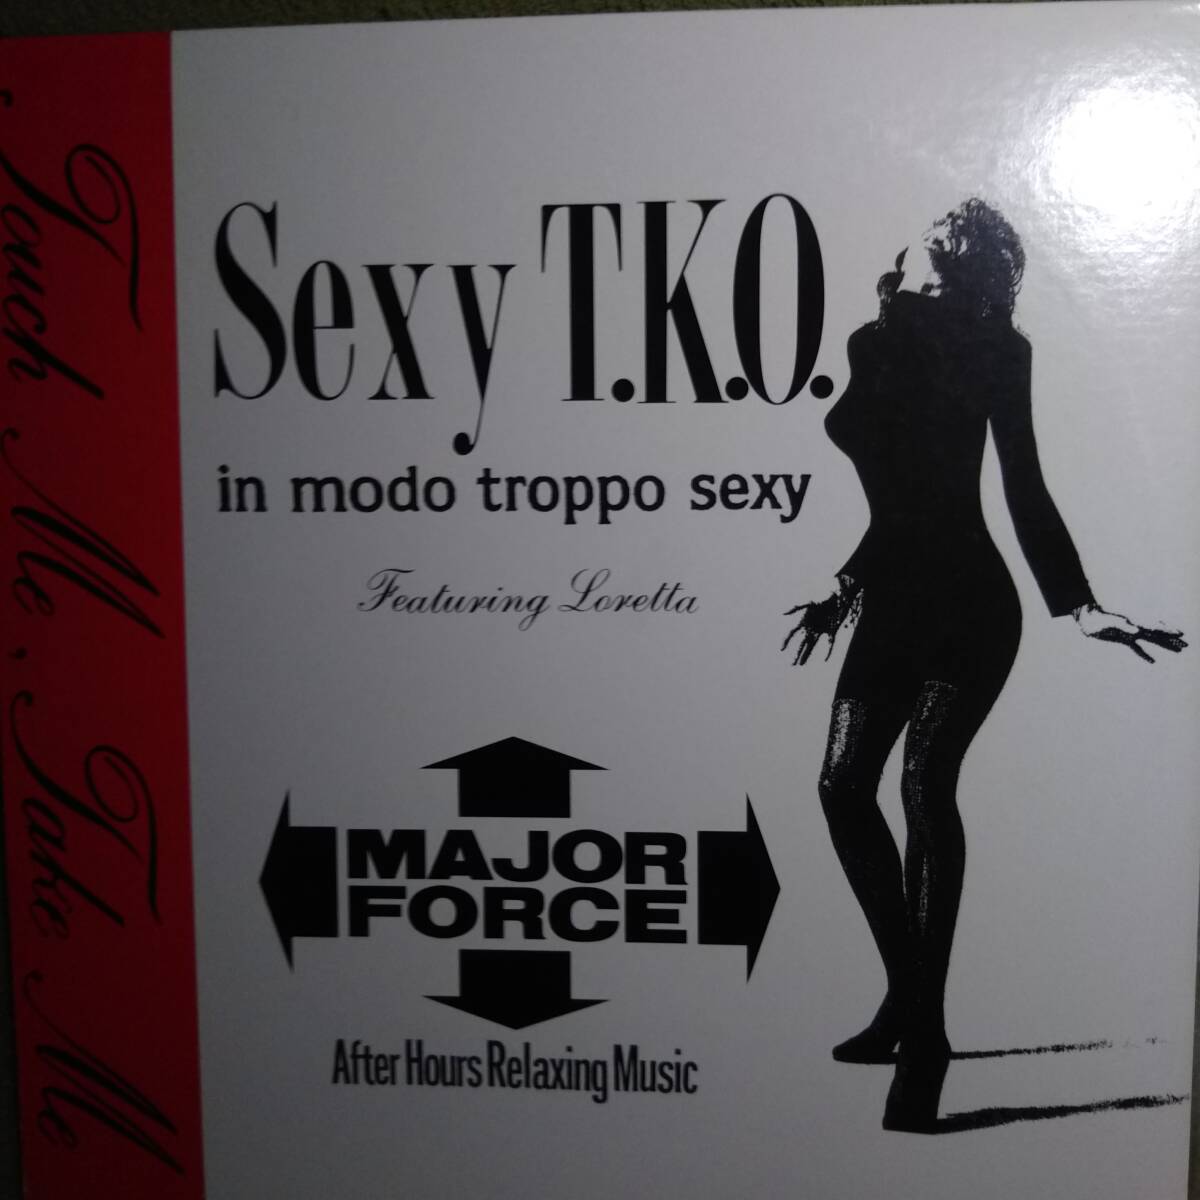 Touch Me, Take Me
Sexy T.K.O.
in modo troppo sexy
Featuring Loretta
MAJOR
FORCE
After Hours Relaxing Music